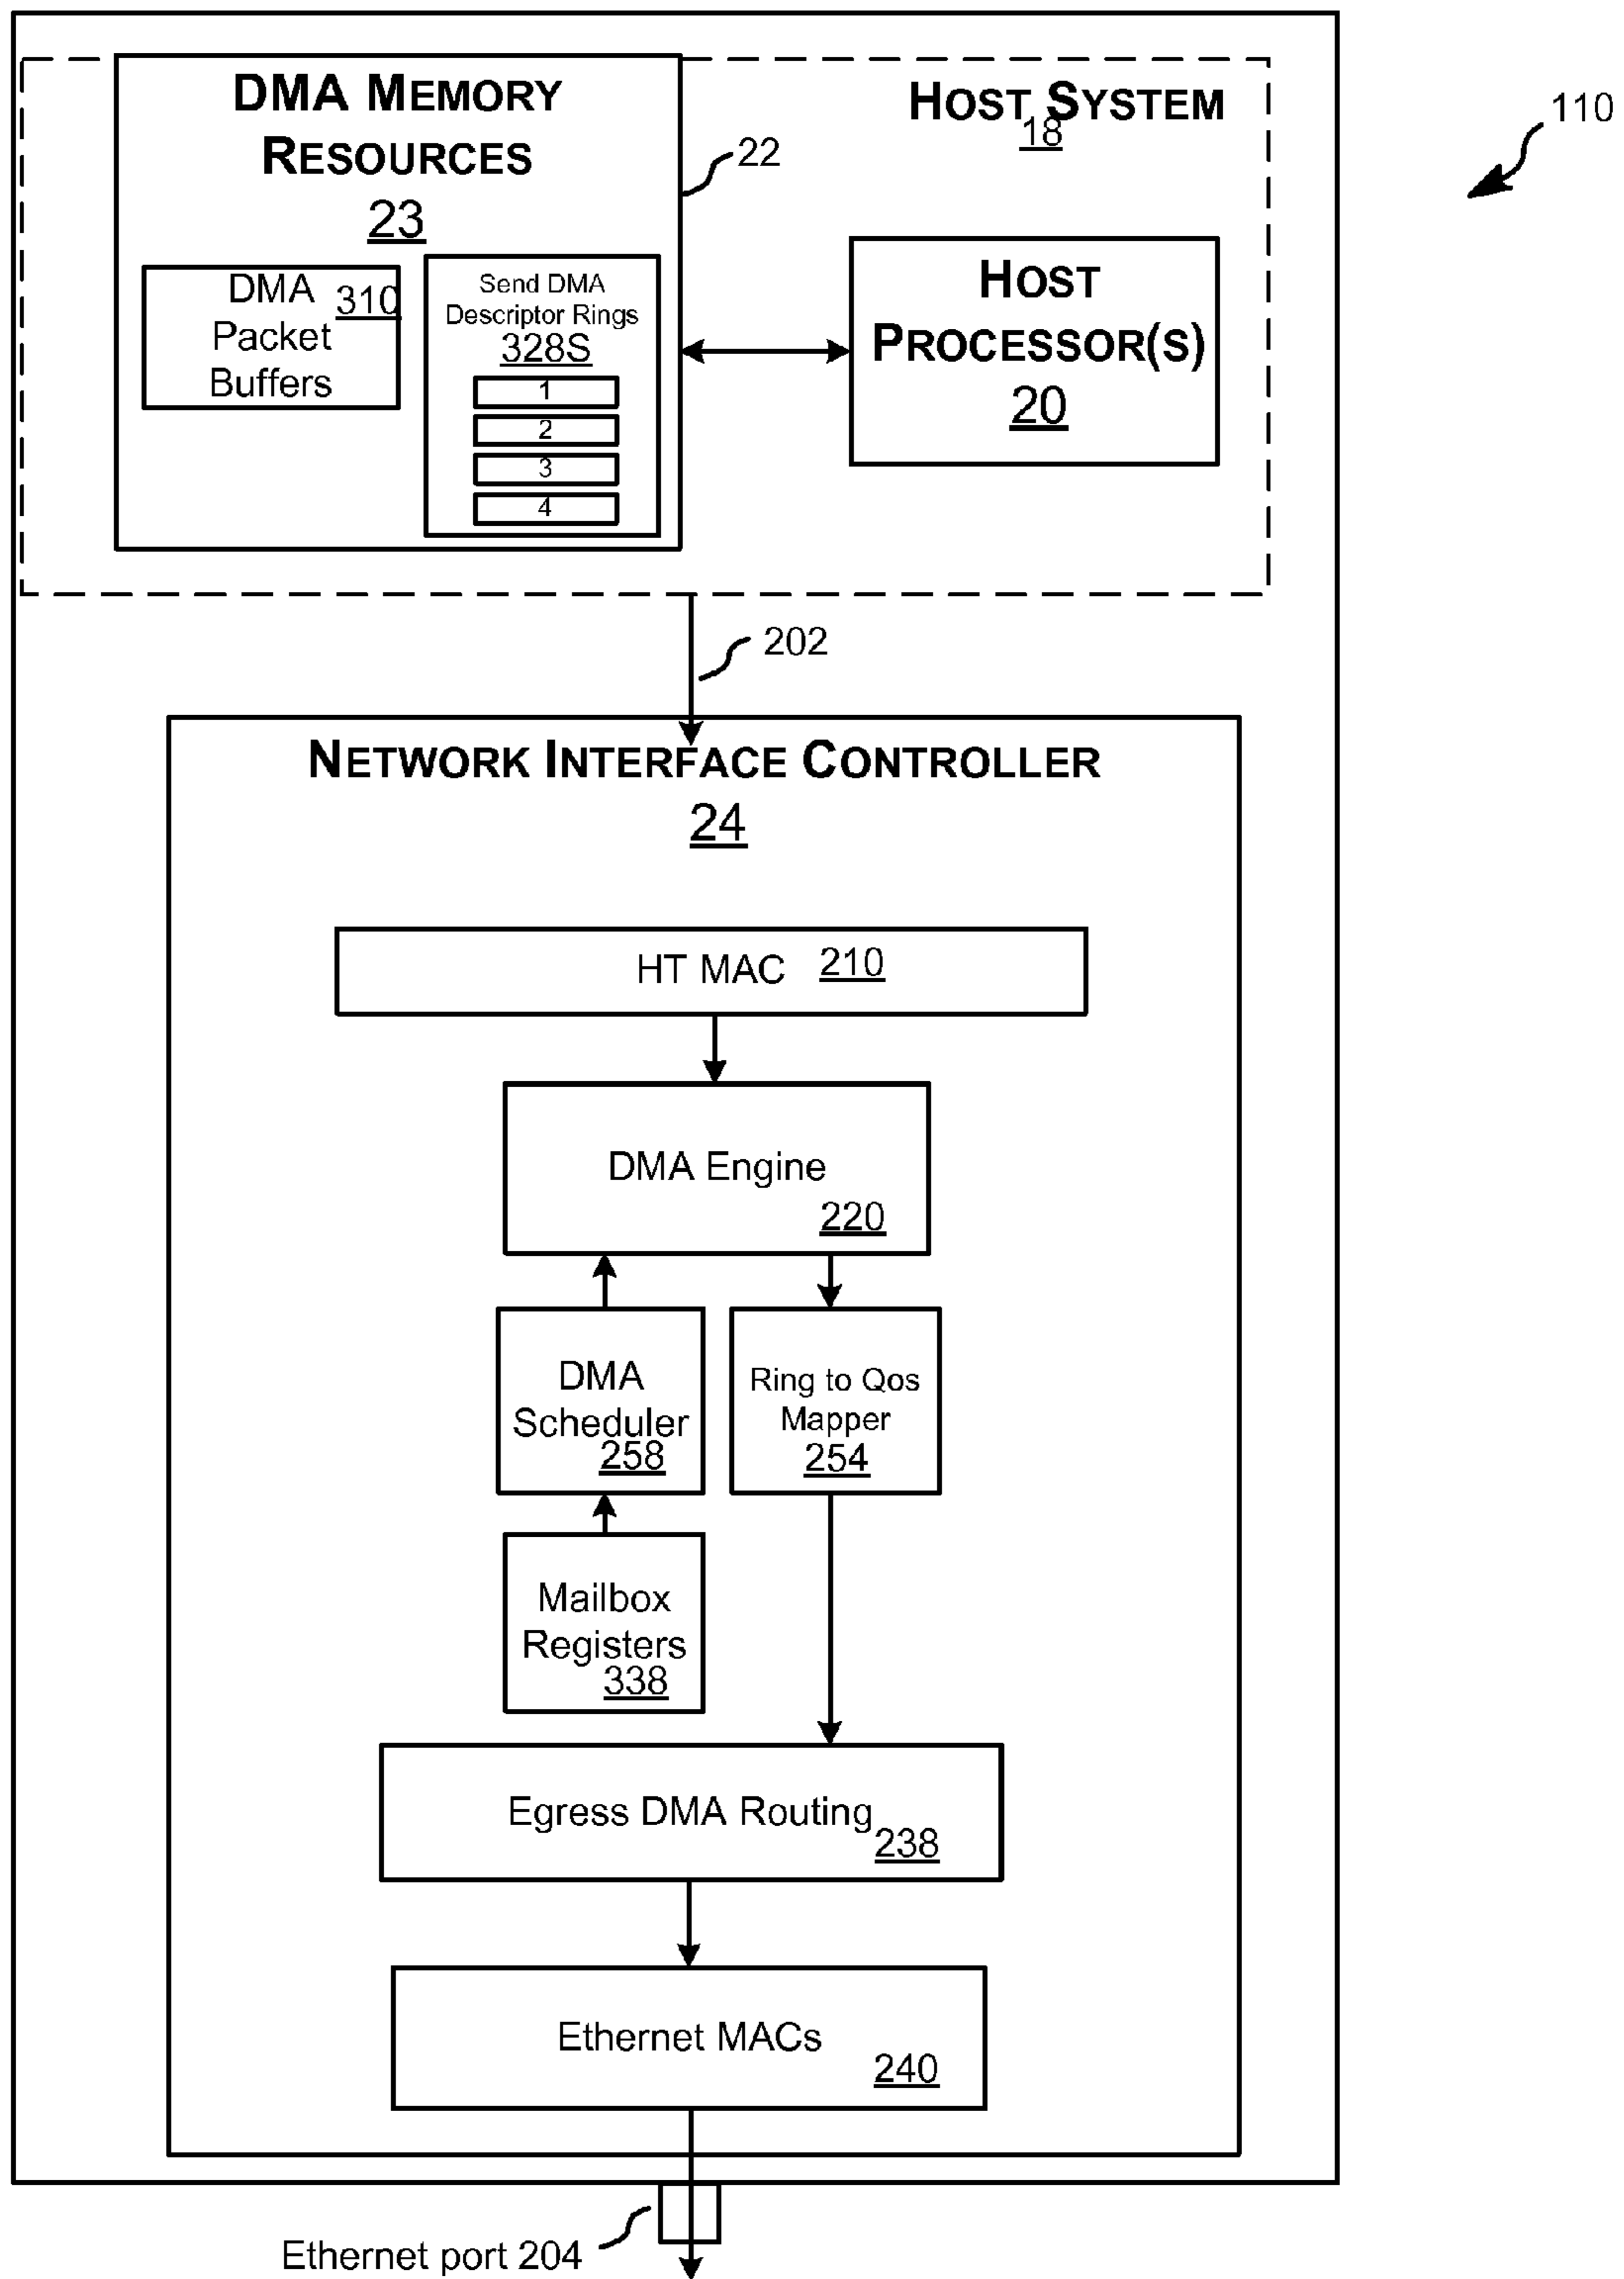 DMA MEMORY
RESOURCES
23
HOST SYSTEM
18
110
22
DMA 310
Packet
Buffers
Send DMA
Descriptor Rings
328S
1
2
3
4
HOST
PROCESSOR(S)
20
202
NETWORK INTERFACE CONTROLLER
24
HT MAC 210
DMA Engine
220
DMA
Scheduler
258
Ring to Qos
Mapper
254
Mailbox
Registers
338
Egress DMA Routing
238
Ethernet MACs
240
Ethernet port 204